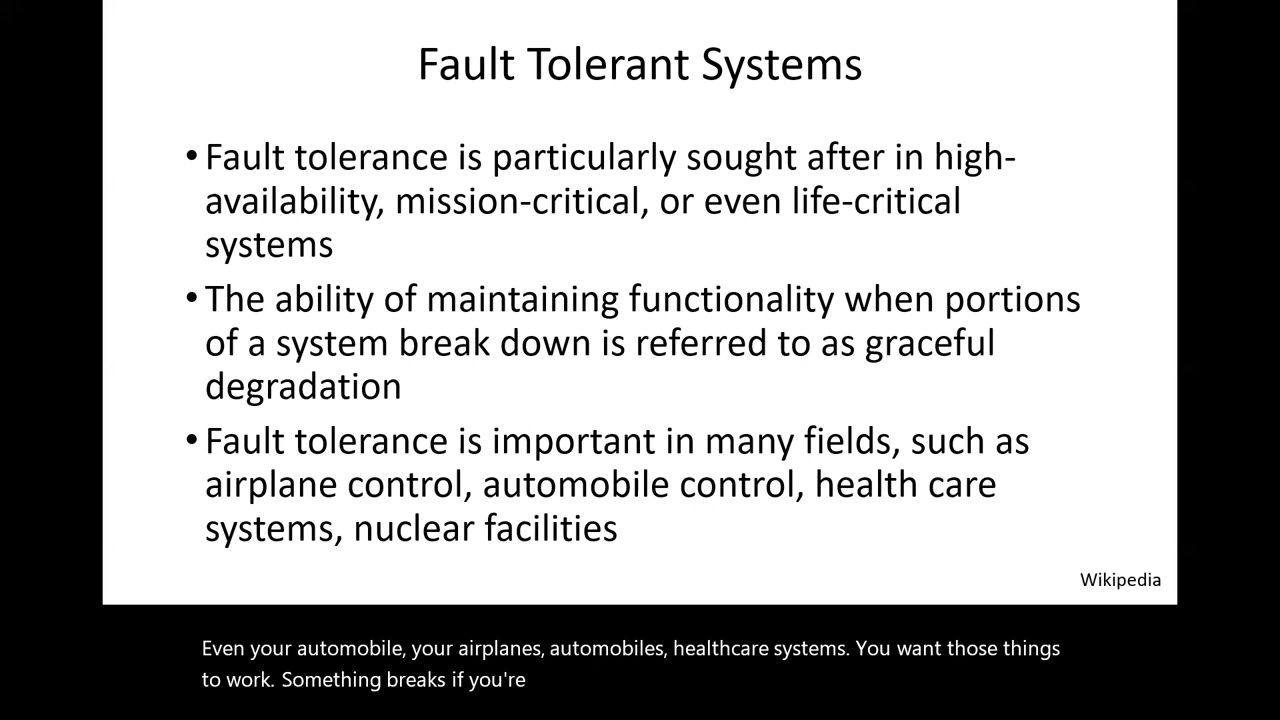 Fault Tolerant Systems
•Fault tolerance is particularly sought after in high-
availability, mission-critical, or even life-critical
systems
•The ability of maintaining functionality when portions
of a system break down is referred to as graceful
degradation
•Fault tolerance is important in many fields, such as
airplane control, automobile control, health care
systems, nuclear facilities
Wikipedia
Even your automobile, your airplanes, automobiles, healthcare systems. You want those things
to work. Something breaks if you're